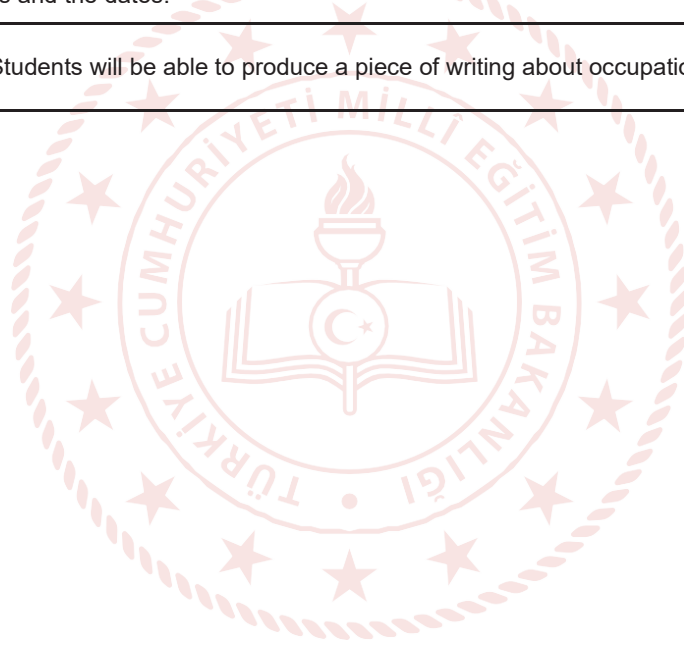 s and the dates.
Students will be able to produce a piece of writing about occupatio
TÜRKİYE CUMHURİYETİ MİLLÎ EĞİTİM BAKANLIĞI